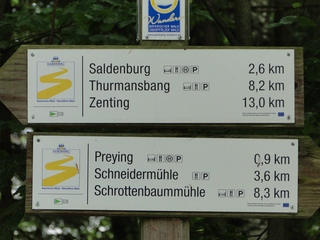 Wandern
Saldenburg P 2,6 km
Thurmansbang P 8,2 km
Zenting 13,0 km
Preying P 0,9 km
Schneidermühle P 3,6 km
Schrottenbaummühle P 8,3 km